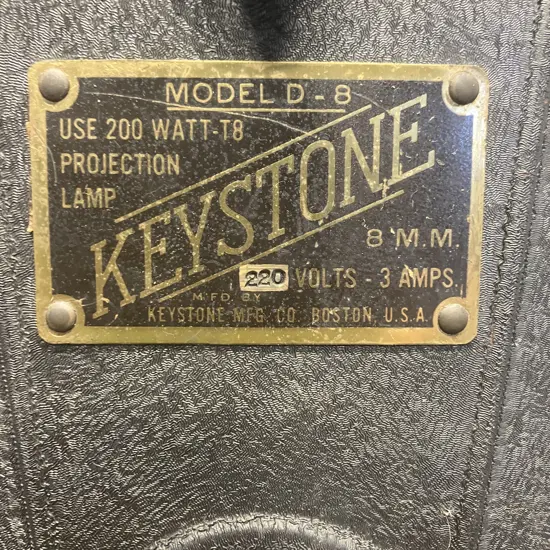 MODEL D-8
USE 200 WATT-T8
PROJECTION
LAMP
KEYSTONE
8 M.M.
220 VOLTS - 3 AMPS.
M'F'D BY
KEYSTONE MFG. CO. BOSTON, U.S.A.